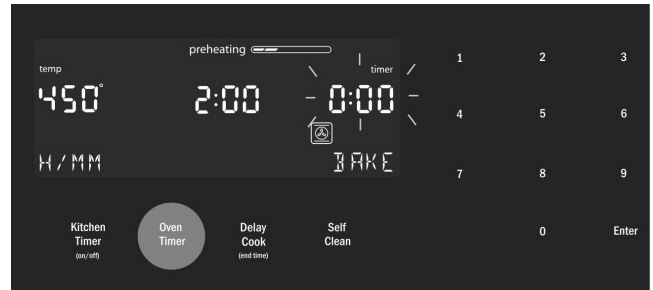 preheating
temp
timer
450°
2:00
0:00
H/MM
BAKE
Kitchen
Timer
(on/off)
Oven
Timer
Delay
Cook
(end time)
Self
Clean
1 2 3
4 5 6
7 8 9
0 Enter